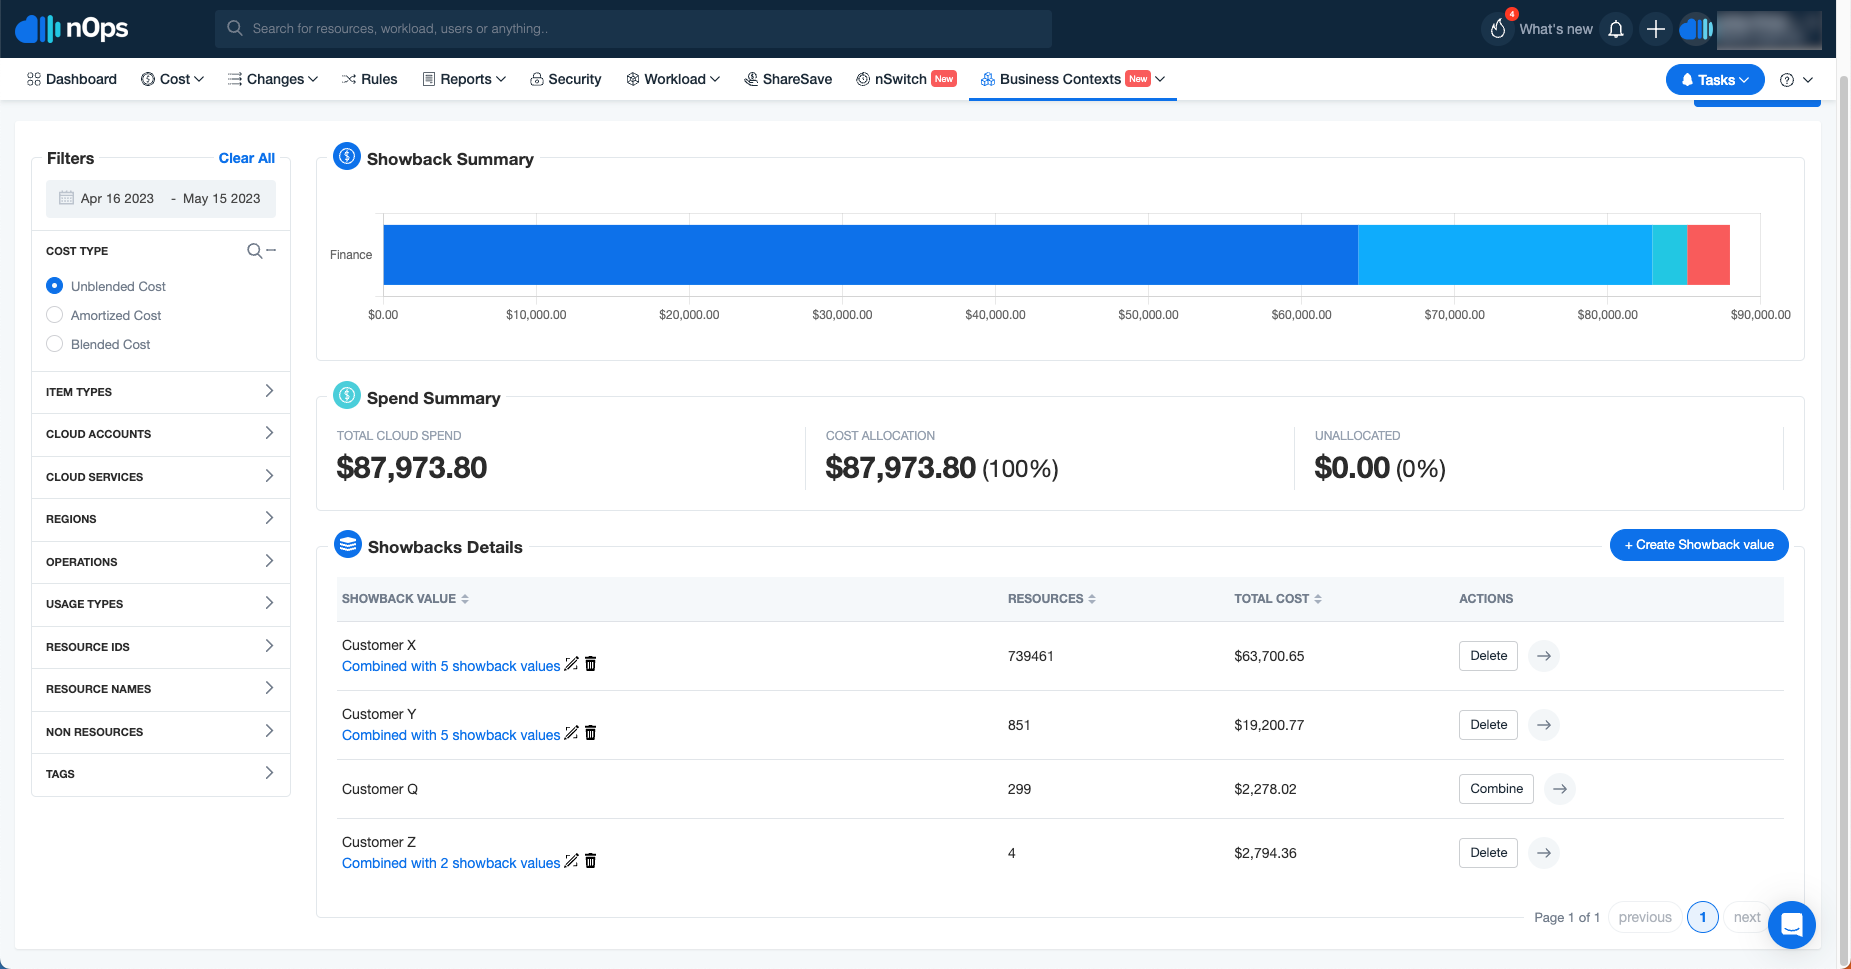 nOps
Search for resources, workload, users or anything..
4
What's new
Dashboard
Cost
Changes
Rules
Reports
Security
Workload
ShareSave
nSwitch New
Business Contexts New
Tasks
Filters
Clear All
Apr 16 2023 - May 15 2023
COST TYPE
Unblended Cost
Amortized Cost
Blended Cost
ITEM TYPES
CLOUD ACCOUNTS
CLOUD SERVICES
REGIONS
OPERATIONS
USAGE TYPES
RESOURCE IDS
RESOURCE NAMES
NON RESOURCES
TAGS
Showback Summary
Finance
$0.00
$10,000.00
$20,000.00
$30,000.00
$40,000.00
$50,000.00
$60,000.00
$70,000.00
$80,000.00
$90,000.00
Spend Summary
TOTAL CLOUD SPEND
$87,973.80
COST ALLOCATION
$87,973.80 (100%)
UNALLOCATED
$0.00 (0%)
Showbacks Details
+ Create Showback value
SHOWBACK VALUE
RESOURCES
TOTAL COST
ACTIONS
Customer X
Combined with 5 showback values
739461
$63,700.65
Delete
Customer Y
Combined with 5 showback values
851
$19,200.77
Delete
Customer Q
299
$2,278.02
Combine
Customer Z
Combined with 2 showback values
4
$2,794.36
Delete
Page 1 of 1
previous
1
next